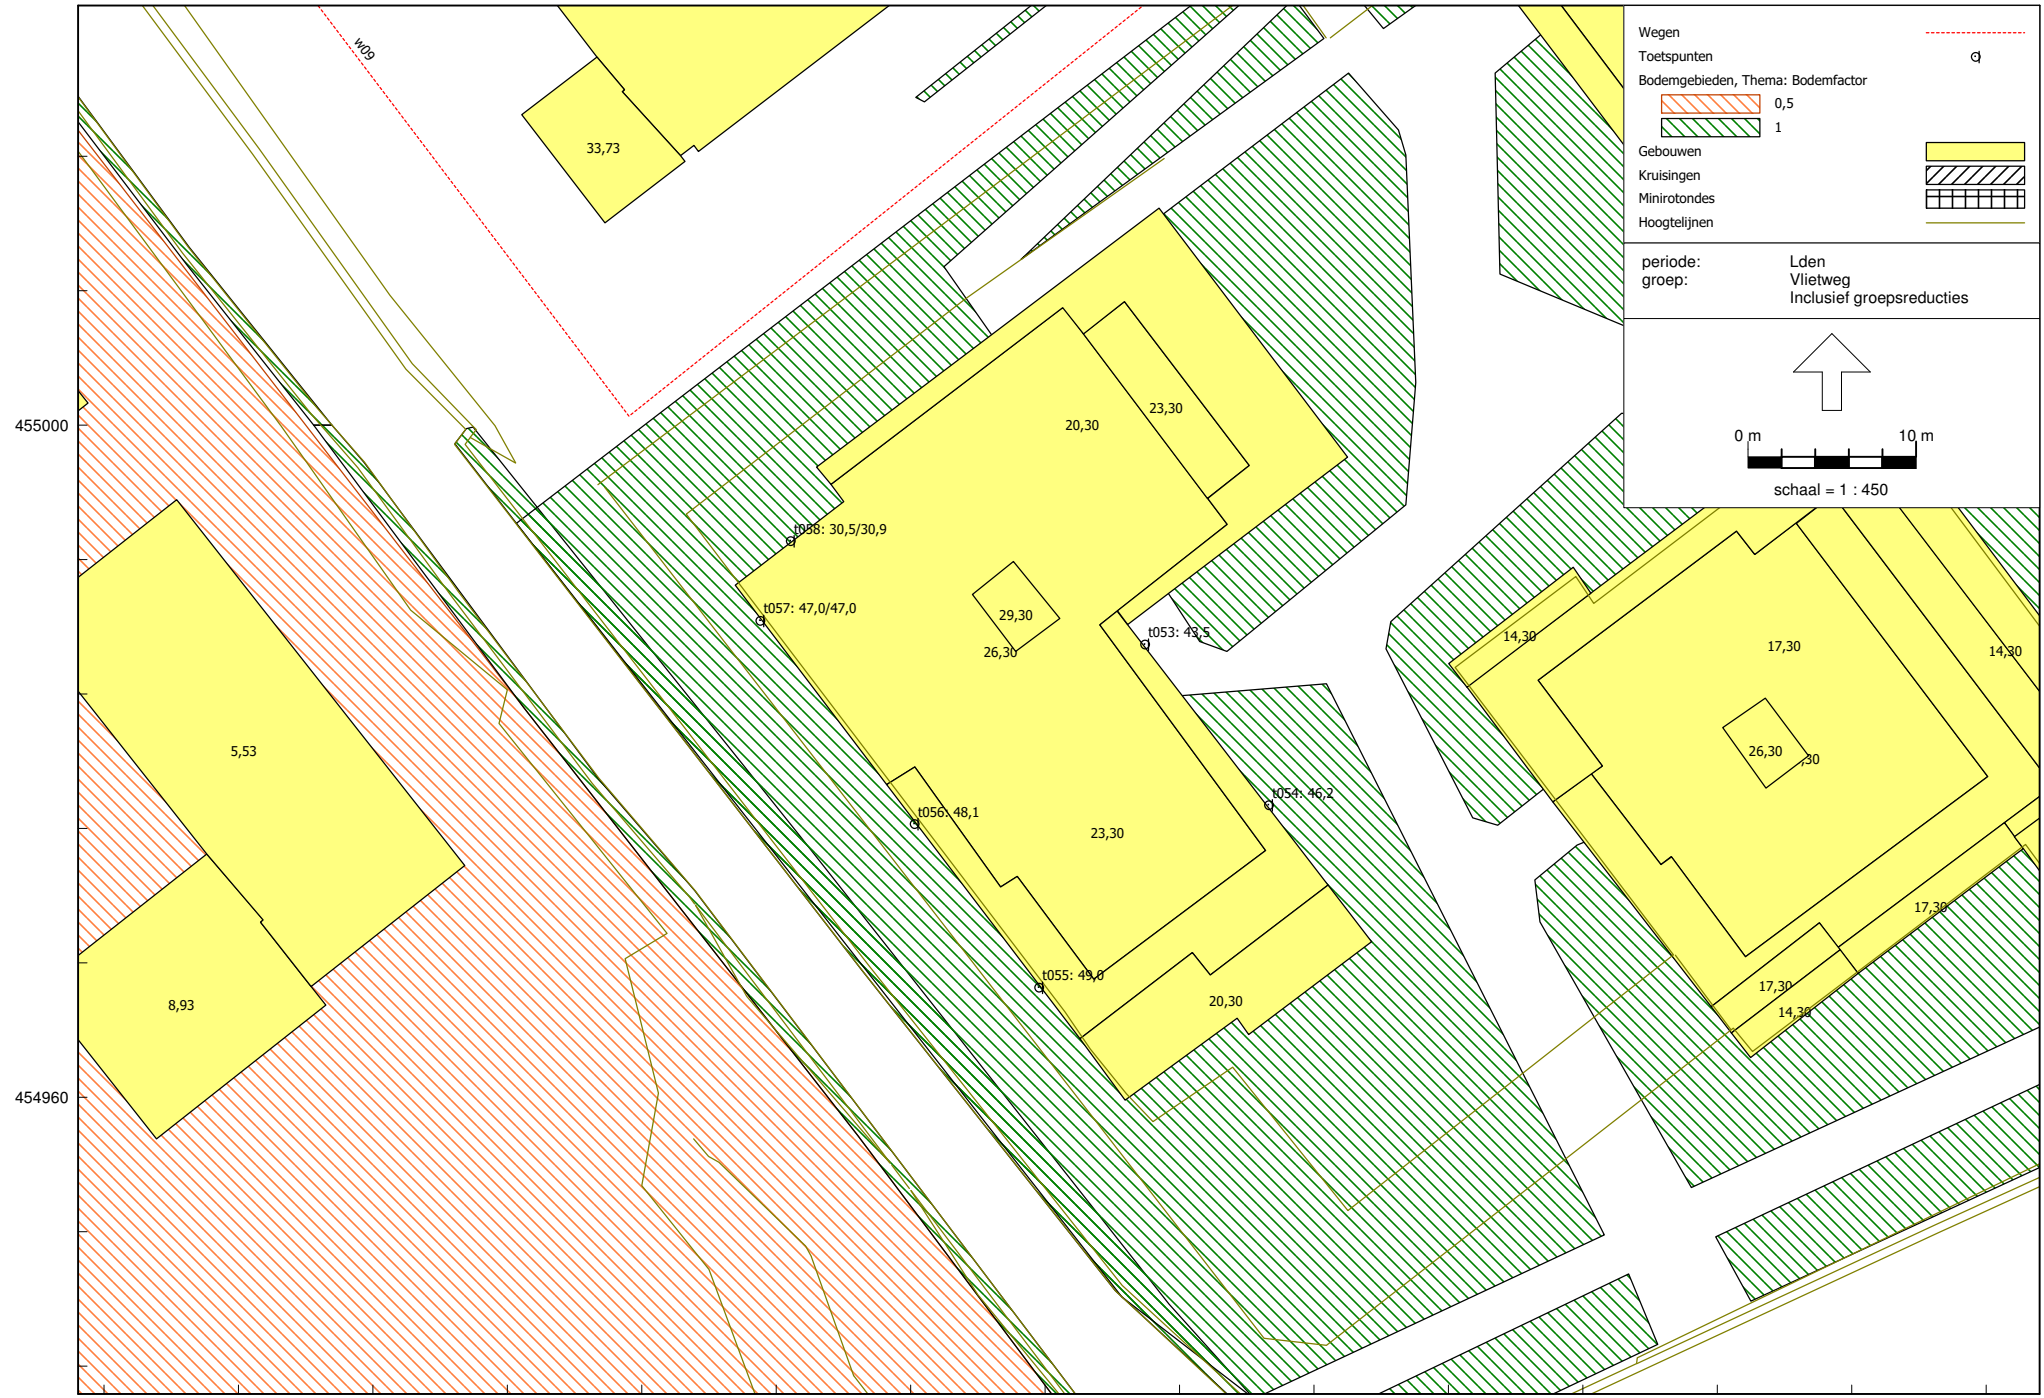 Wegen
Toetspunten
Bodemgebieden, Thema: Bodemfactor
0,5
1
Gebouwen
Kruisingen
Minirotondes
Hoogtelijnen
periode: Lden
groep: Vlietweg
Inclusief groepsreducties
0 m 10 m
schaal = 1 : 450
w09
33,73
455000
20,30
23,30
t058: 30,5/30,9
t057: 47,0/47,0
29,30
26,30
t053: 43,5
14,30
17,30
14,30
5,53
26,30
,30
t054: 46,2
t056: 48,1
23,30
17,30
t055: 49,0
17,30
20,30
14,30
8,93
454960